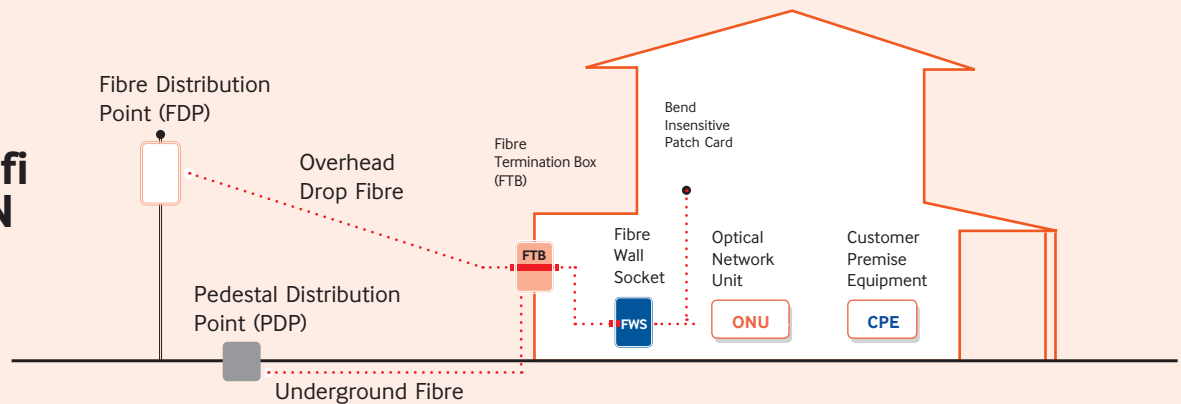 Fibre Distribution
Point (FDP)
fi
N
Overhead
Drop Fibre
Fibre
Termination Box
(FTB)
Bend
Insensitive
Patch Card
FTB
Fibre
Wall
Socket
FWS
Optical
Network
Unit
ONU
Customer
Premise
Equipment
CPE
Pedestal Distribution
Point (PDP)
Underground Fibre